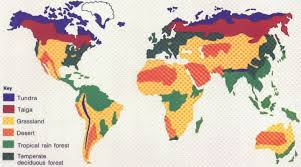 Key
Tundra
Taiga
Grassland
Desert
Tropical rain forest
Temperate
deciduous forest